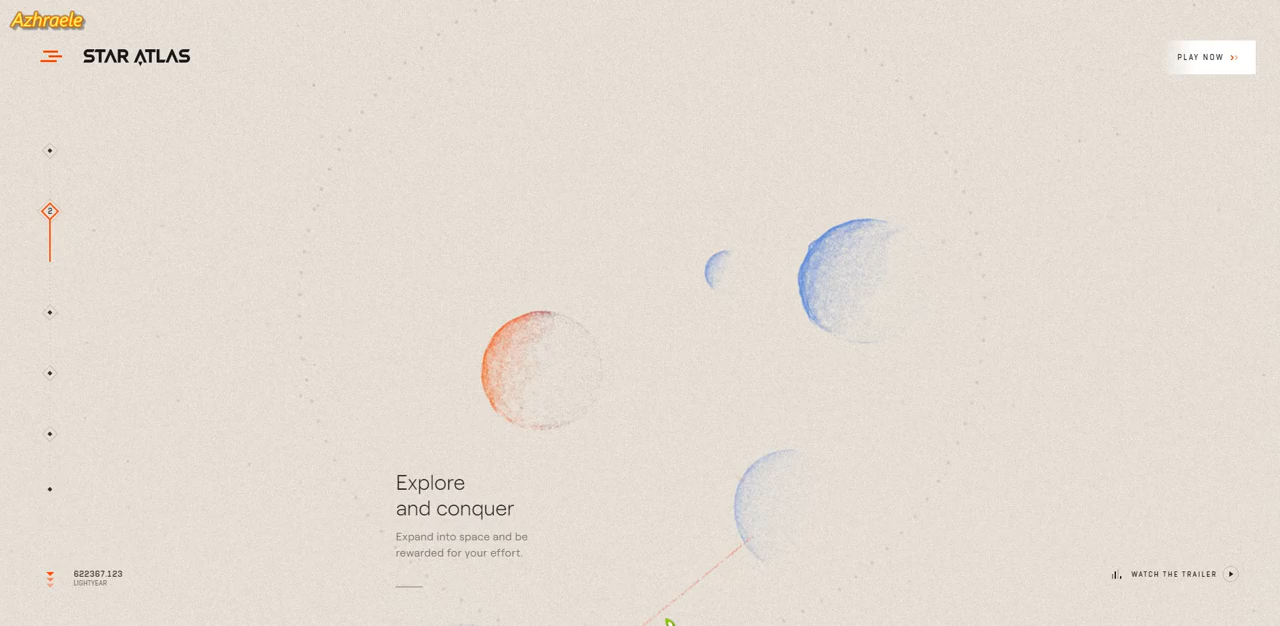 Azhraele
STAR ATLAS
PLAY NOW
2
Explore
and conquer
Expand into space and be
rewarded for your effort.
622367.123
LIGHTYEAR
WATCH THE TRAILER